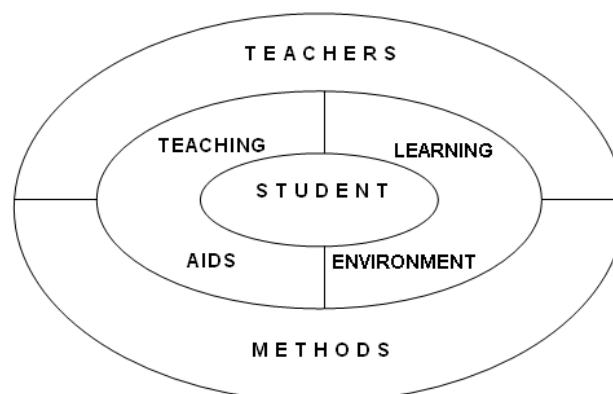 TEACHERS
TEACHING
LEARNING
STUDENT
AIDS
ENVIRONMENT
METHODS